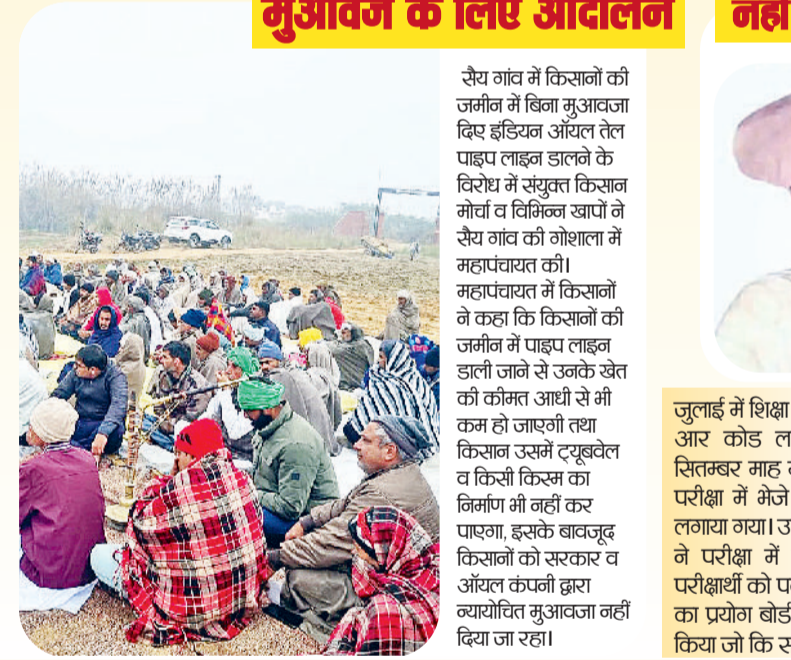 मुआवजे के लिए आंदोलन
सैय गांव में किसानों की
जमीन में बिना मुआवजा
दिए इंडियन ऑयल तेल
पाइप लाइन डालने के
विरोध में संयुक्त किसान
मोर्चा व विभिन्न खापों ने
सैय गांव की गोशाला में
महापंचायत की।
महापंचायत में किसानों
ने कहा कि किसानों की
जमीन में पाइप लाइन
डाली जाने से उनके खेत
की कीमत आधी से भी
कम हो जाएगी तथा
किसान उसमें ट्यूबवेल
व किसी किस्म का
निर्माण भी नहीं कर
पाएगा, इसके बावजूद
किसानों को सरकार व
ऑयल कंपनी द्वारा
न्यायोचित मुआवजा नहीं
दिया जा रहा।
जुलाई में शिक्षा
आर कोड
सितम्बर माह
परीक्षा में भेजे
लगाया गया।
ने परीक्षा में
परीक्षार्थी को
का प्रयोग
किया जो कि